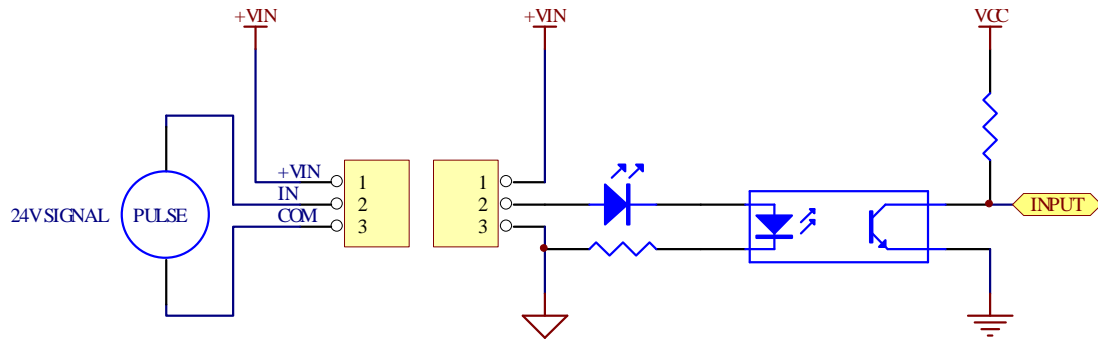 +VIN
+VIN
VCC
24V SIGNAL
PULSE
+VIN
IN
COM
1
2
3
1
2
3
INPUT